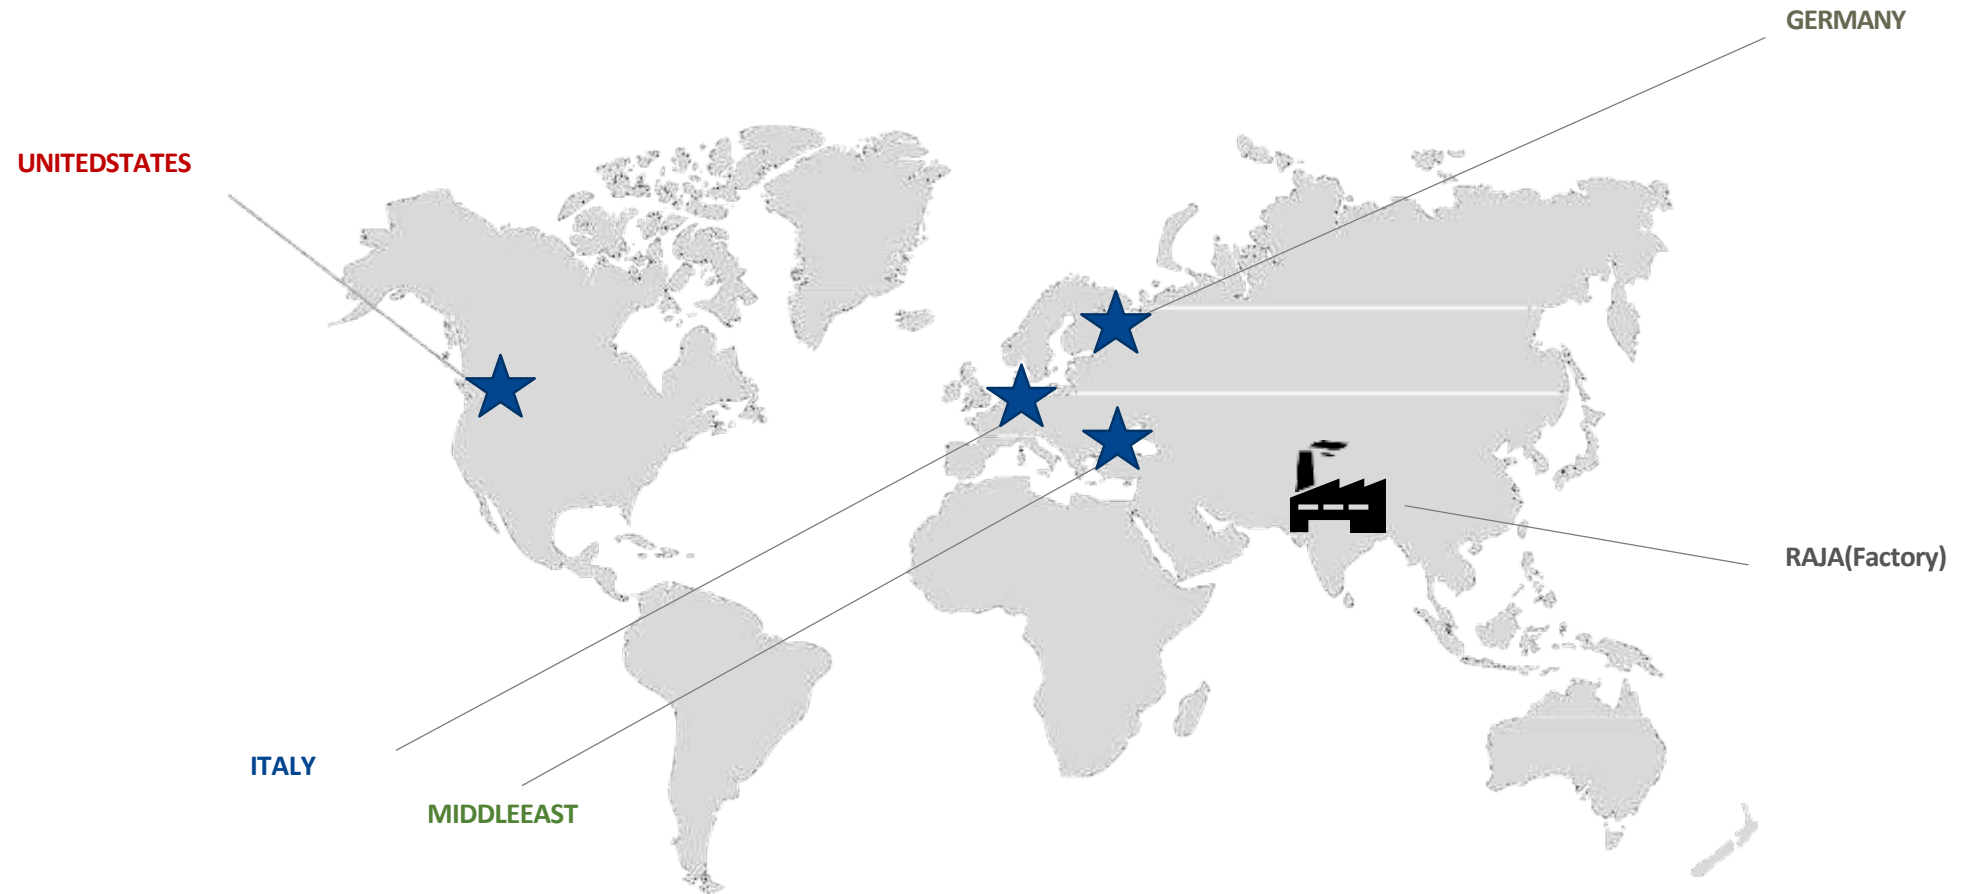 GERMANY
UNITEDSTATES
RAJA(Factory)
ITALY
MIDDLEEAST